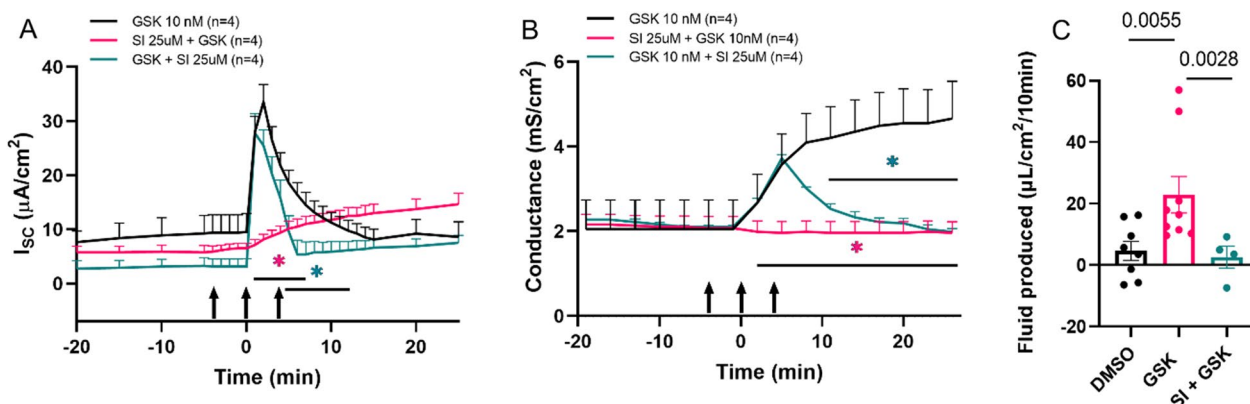 A
GSK 10 nM (n=4)
SI 25uM + GSK (n=4)
GSK + SI 25uM (n=4)
40
30
20
10
0
ISC (μA/cm2)
*
*
-20
-10
0
10
20
Time (min)
B
GSK 10 nM (n=4)
SI 25uM + GSK 10nM (n=4)
GSK 10 nM + SI 25uM (n=4)
6
4
2
0
Conductance (mS/cm2)
*
*
-20
-10
0
10
20
Time (min)
C
0.0055
0.0028
60
40
20
0
-20
Fluid produced (μL/cm2/10min)
DMSO
GSK
SI + GSK